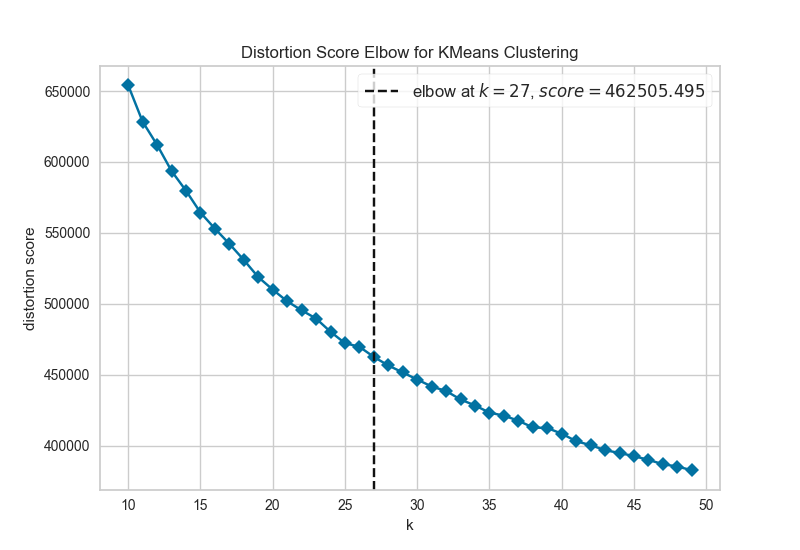 Distortion Score Elbow for KMeans Clustering
elbow at k = 27, score = 462505.495
650000
600000
550000
500000
450000
400000
distortion score
10 15 20 25 30 35 40 45 50
k